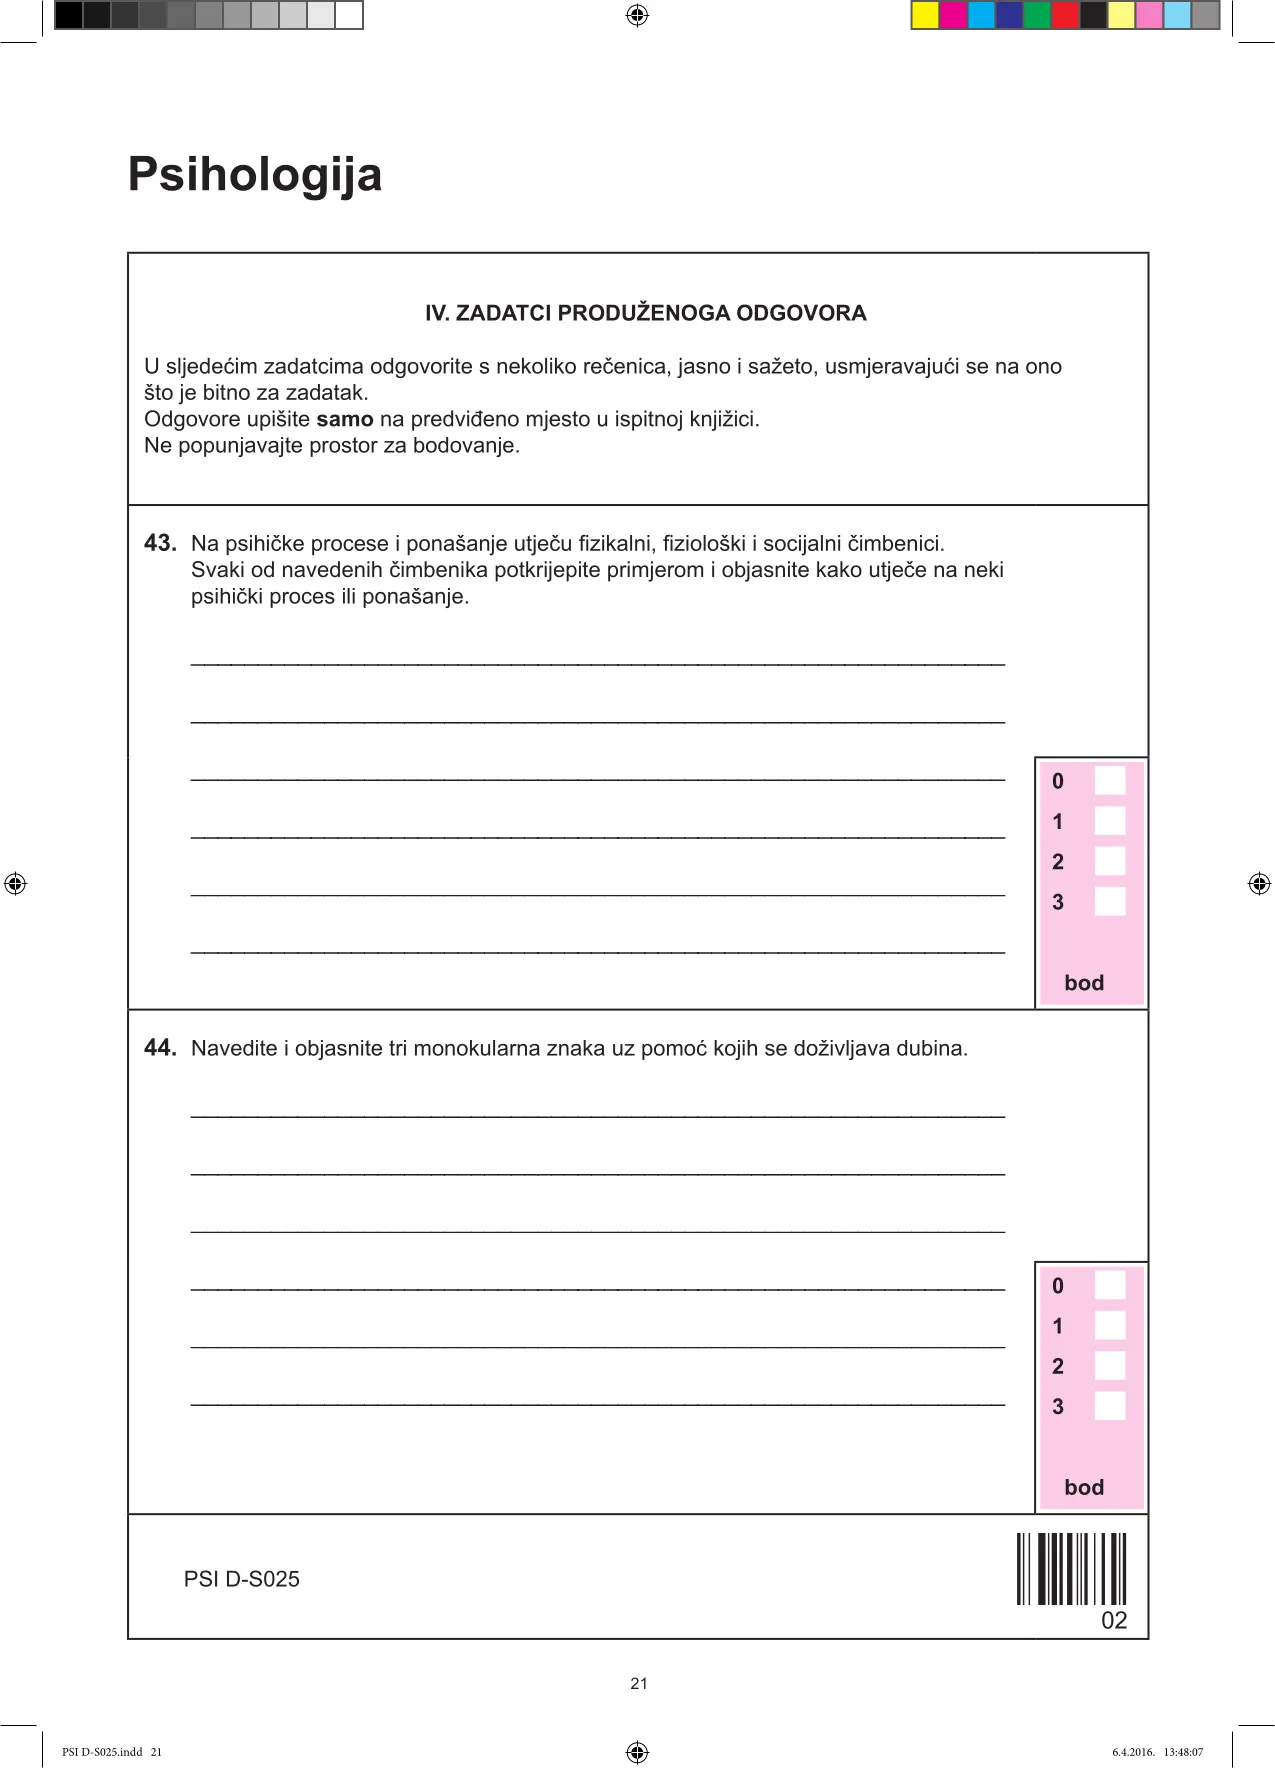 Psihologija
IV. ZADATCI PRODUŽENOGA ODGOVORA
U sljedećim zadatcima odgovorite s nekoliko rečenica, jasno i sažeto, usmjeravajući se na ono
što je bitno za zadatak.
Odgovore upišite samo na predviđeno mjesto u ispitnoj knjižici.
Ne popunjavajte prostor za bodovanje.
43. Na psihičke procese i ponašanje utječu fizikalni, fiziološki i socijalni čimbenici.
Svaki od navedenih čimbenika potkrijepite primjerom i objasnite kako utječe na neki
psihički proces ili ponašanje.
0
1
2
3
bod
44. Navedite i objasnite tri monokularna znaka uz pomoć kojih se doživljava dubina.
0
1
2
3
bod
PSI D-S025
02
21
PSI D-S025.indd 21
6.4.2016. 13:48:07